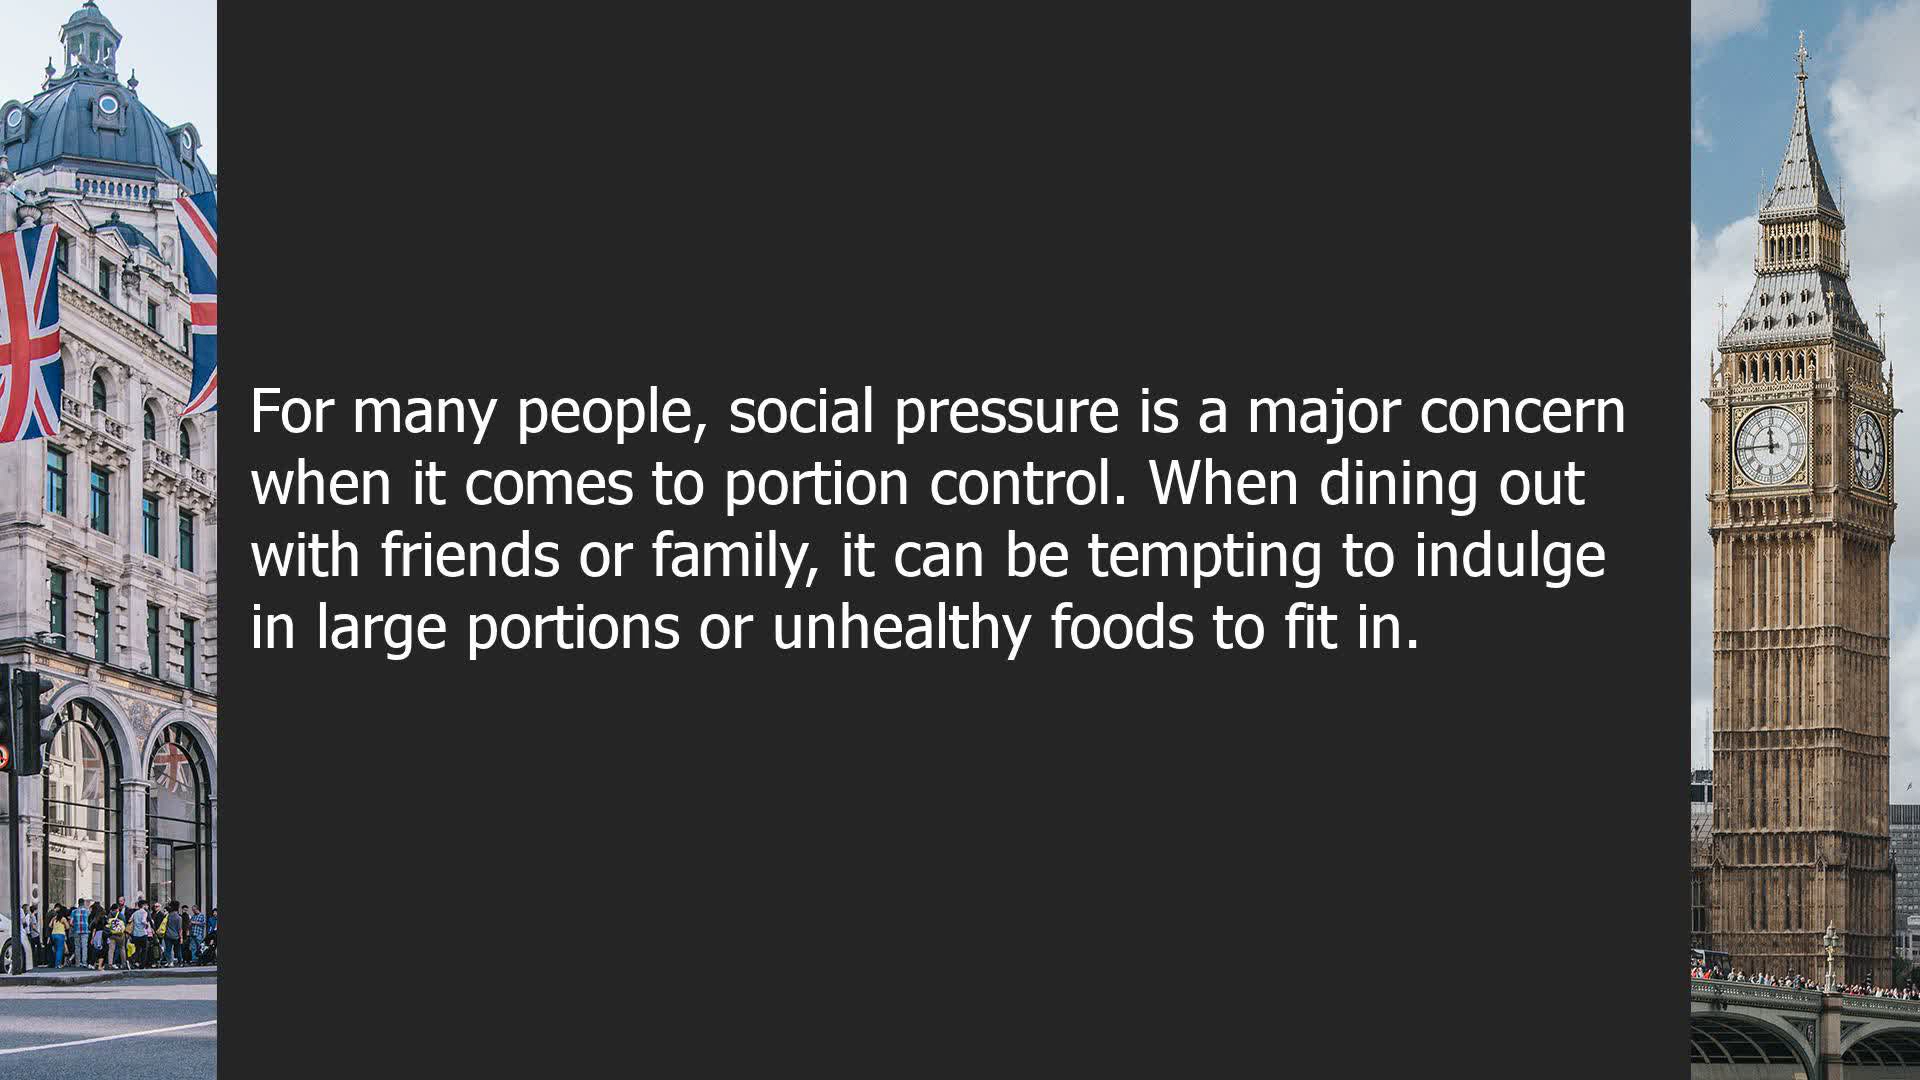 For many people, social pressure is a major concern
when it comes to portion control. When dining out
with friends or family, it can be tempting to indulge
in large portions or unhealthy foods to fit in.